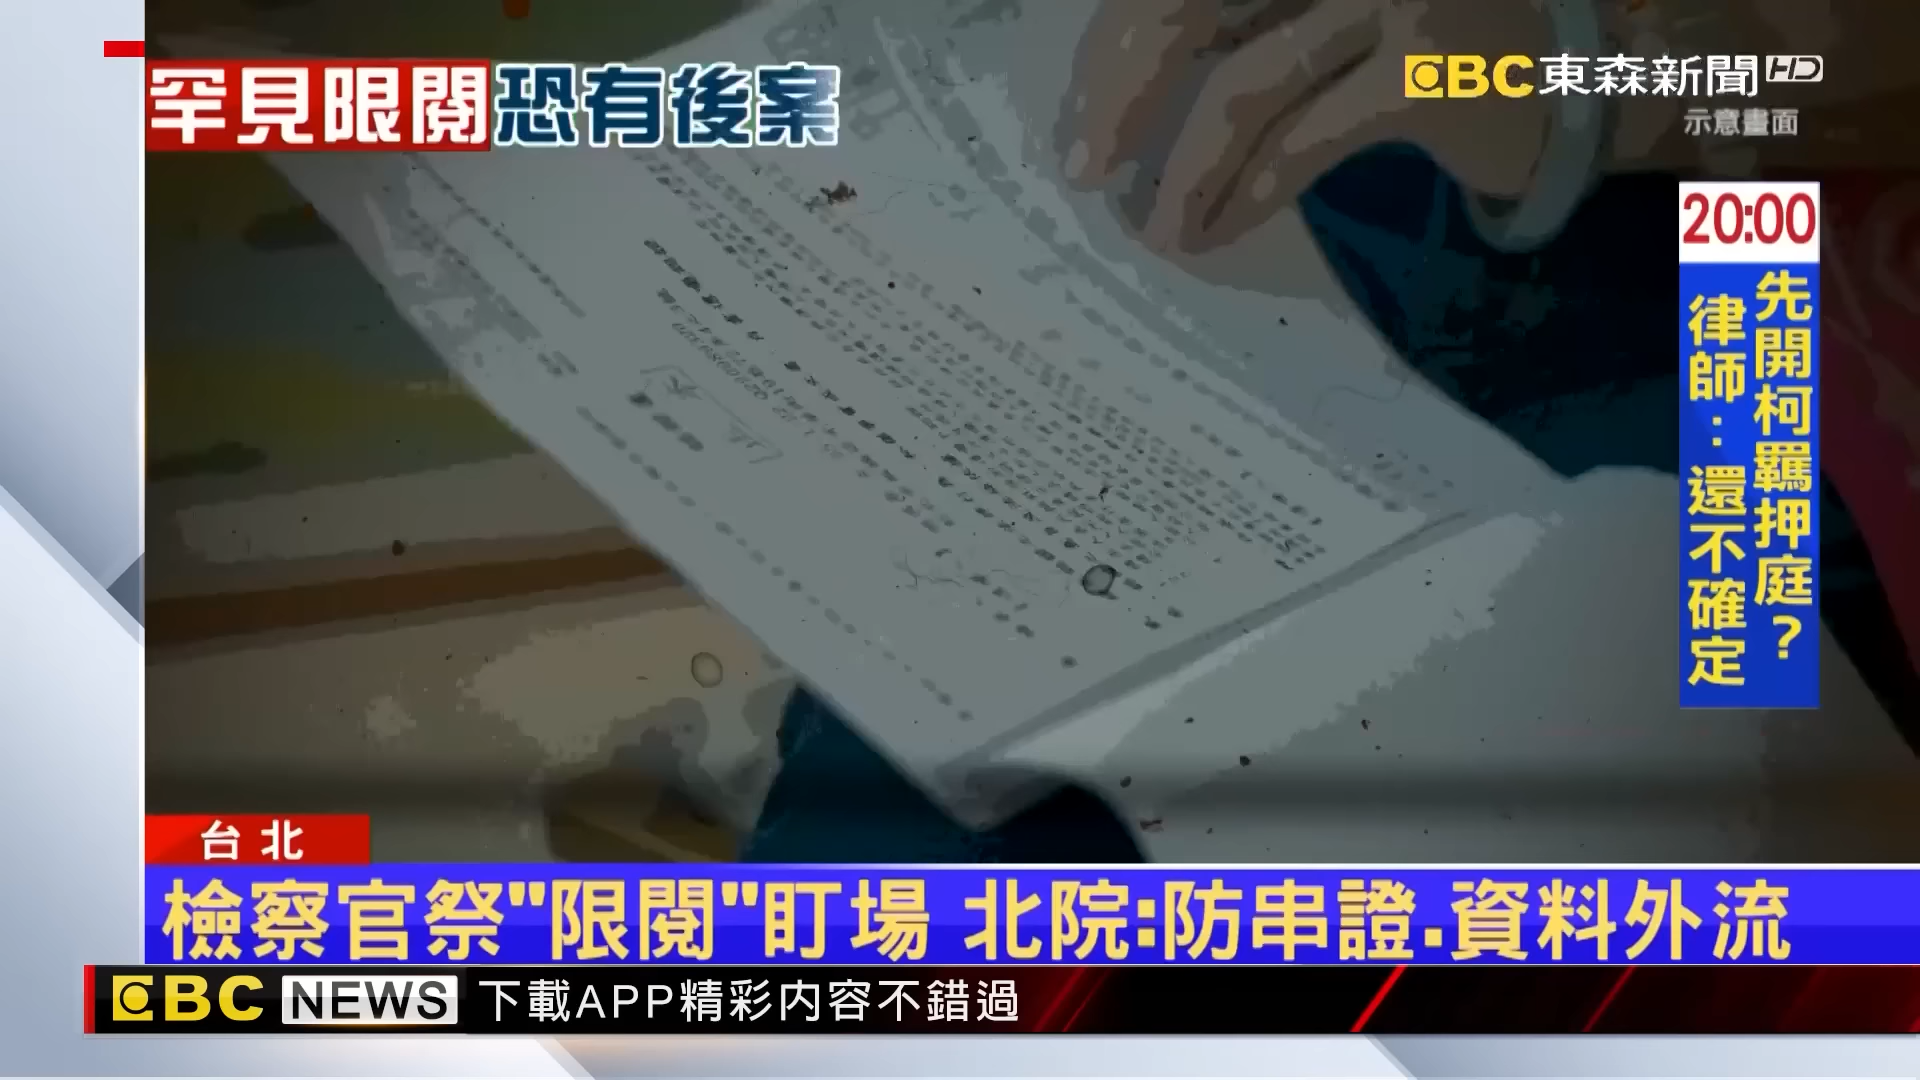 罕見限閱恐有後案
EBC東森新聞HD
示意畫面
20:00
先開柯羈押庭?
律師:還不確定
台北
檢察官祭"限閱"盯場 北院:防串證.資料外流
EBC NEWS 下載APP精彩內容不錯過